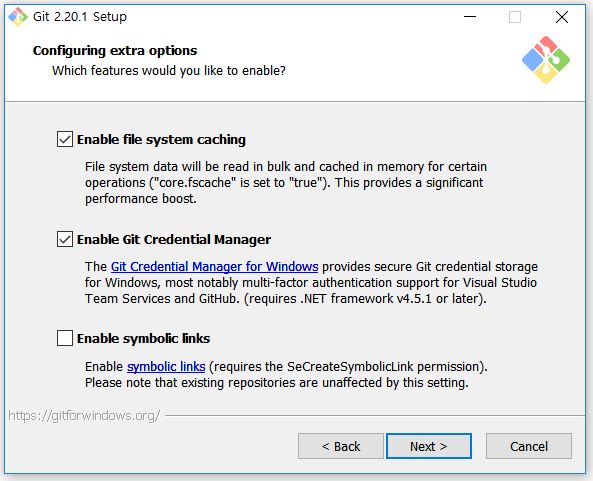 Git 2.20.1 Setup
Configuring extra options
Which features would you like to enable?
Enable file system caching
File system data will be read in bulk and cached in memory for certain
operations ("core.fscache" is set to "true"). This provides a significant
performance boost.
Enable Git Credential Manager
The Git Credential Manager for Windows provides secure Git credential storage
for Windows, most notably multi-factor authentication support for Visual Studio
Team Services and GitHub. (requires .NET framework v4.5.1 or later).
Enable symbolic links
Enable symbolic links (requires the SeCreateSymbolicLink permission).
Please note that existing repositories are unaffected by this setting.
https://gitforwindows.org/
< Back
Next >
Cancel